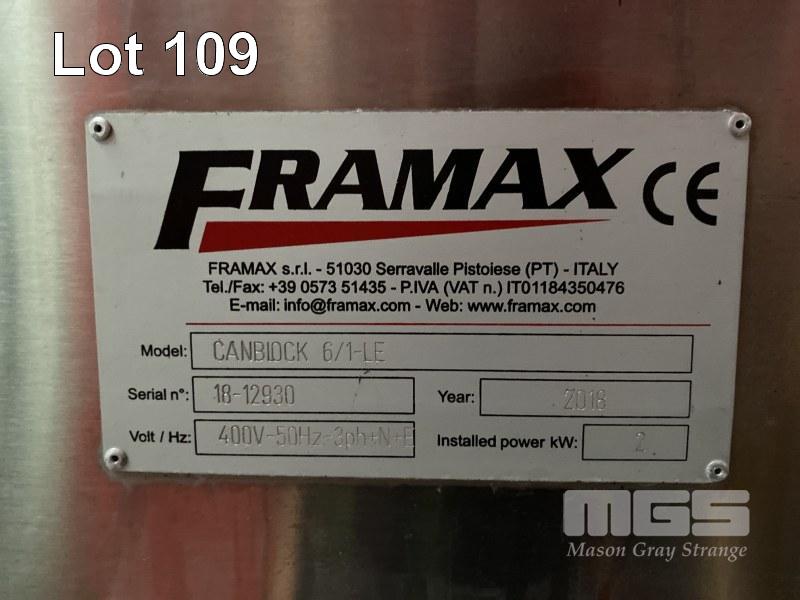 Lot 109
FRAMAX CE
FRAMAX s.r.l. - 51030 Serravalle Pistoiese (PT) - ITALY
Tel./Fax: +39 0573 51435 - P.IVA (VAT n.) IT01184350476
E-mail: info@framax.com - Web: www.framax.com
Model: CANBLOCK 6/1-LE
Serial n°: 18-12930 Year: 2018
Volt / Hz: 400V-50Hz-3ph+N+E Installed power kW: 2
MGS
Mason Gray Strange